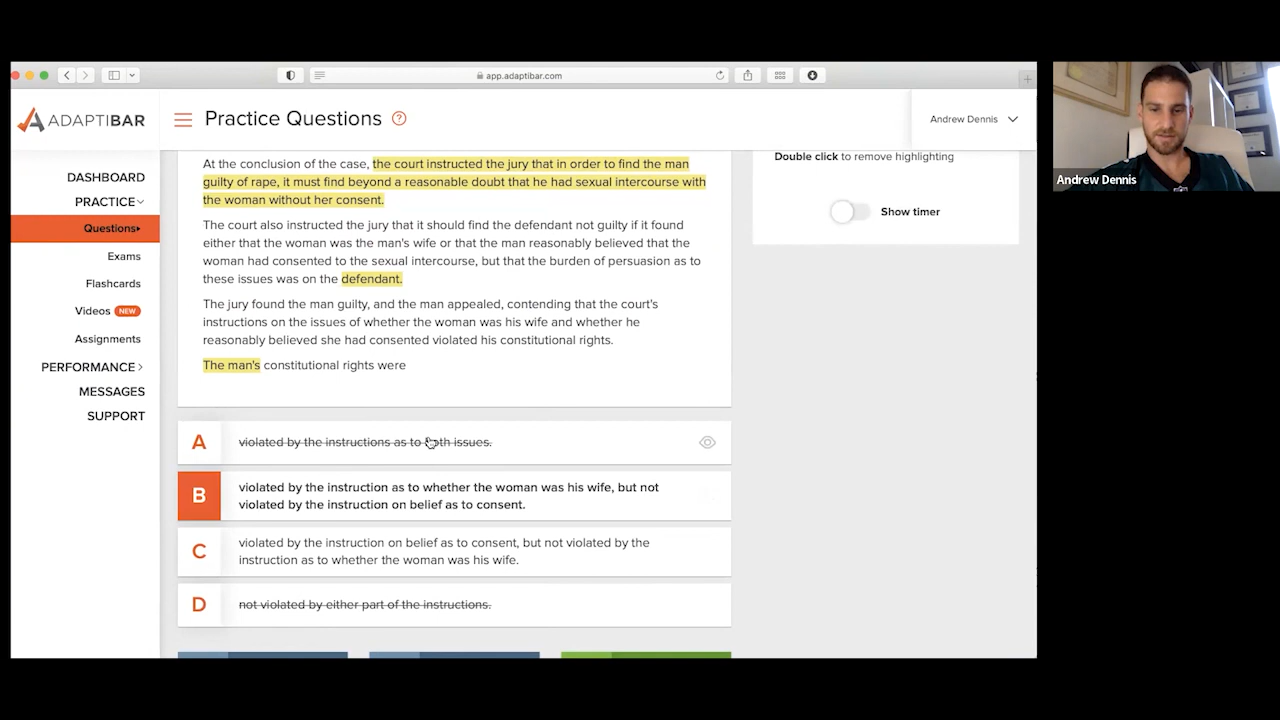 app.adaptibar.com
ADAPTIBAR
Practice Questions ?
Andrew Dennis
DASHBOARD
PRACTICE
Questions
Exams
Flashcards
Videos NEW
Assignments
PERFORMANCE
MESSAGES
SUPPORT
At the conclusion of the case, the court instructed the jury that in order to find the man
guilty of rape, it must find beyond a reasonable doubt that he had sexual intercourse with
the woman without her consent.
The court also instructed the jury that it should find the defendant not guilty if it found
either that the woman was the man's wife or that the man reasonably believed that the
woman had consented to the sexual intercourse, but that the burden of persuasion as to
these issues was on the defendant.
The jury found the man guilty, and the man appealed, contending that the court's
instructions on the issues of whether the woman was his wife and whether he
reasonably believed she had consented violated his constitutional rights.
The man's constitutional rights were
A violated by the instructions as to both issues.
B violated by the instruction as to whether the woman was his wife, but not
violated by the instruction on belief as to consent.
C violated by the instruction on belief as to consent, but not violated by the
instruction as to whether the woman was his wife.
D not violated by either part of the instructions.
Double click to remove highlighting
Show timer
Andrew Dennis